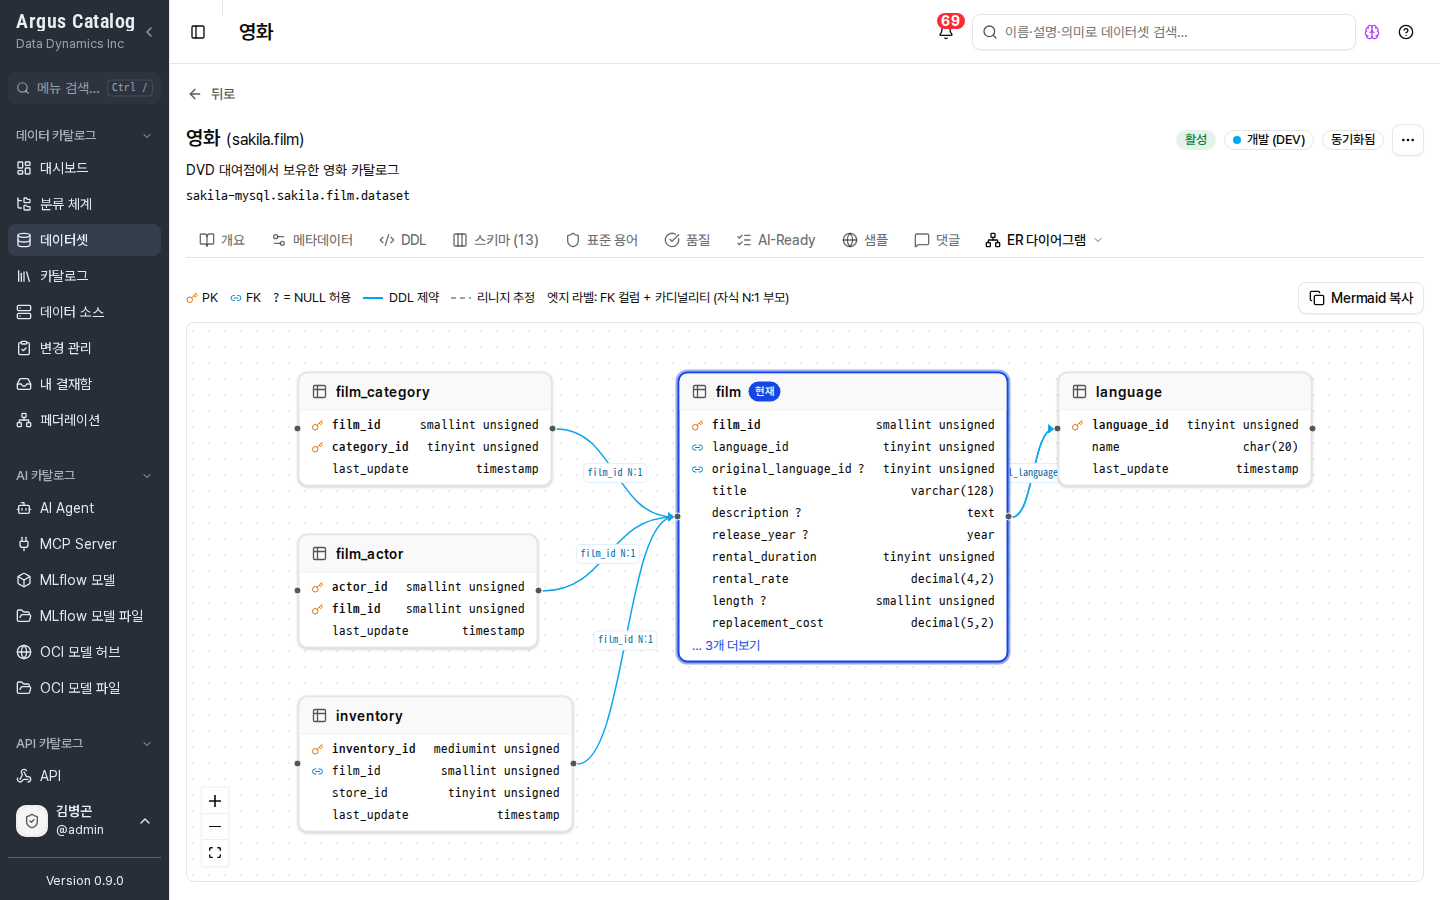 Argus Catalog
Data Dynamics Inc
메뉴 검색... Ctrl /
데이터 카탈로그
대시보드
분류 체계
데이터셋
카탈로그
데이터 소스
변경 관리
내 결재함
페더레이션
AI 카탈로그
AI Agent
MCP Server
MLflow 모델
MLflow 모델 파일
OCI 모델 허브
OCI 모델 파일
API 카탈로그
API
김병곤
@admin
Version 0.9.0
영화
69
이름·설명·의미로 데이터셋 검색...
뒤로
영화 (sakila.film)
활성 개발 (DEV) 동기화됨
DVD 대여점에서 보유한 영화 카탈로그
sakila-mysql.sakila.film.dataset
개요 메타데이터 DDL 스키마 (13) 표준 용어 품질 AI-Ready 샘플 댓글 ER 다이어그램
PK FK ? = NULL 허용 DDL 제약 리니지 추정 엣지 라벨: FK 컬럼 + 카디널리티 (자식 N:1 부모)
Mermaid 복사
film_category
film_id smallint unsigned
category_id tinyint unsigned
last_update timestamp
film_id N:1
film_actor
actor_id smallint unsigned
film_id smallint unsigned
last_update timestamp
film_id N:1
film_id N:1
inventory
inventory_id mediumint unsigned
film_id smallint unsigned
store_id tinyint unsigned
last_update timestamp
film 현재
film_id smallint unsigned
language_id tinyint unsigned
original_language_id ? tinyint unsigned
title varchar(128)
description ? text
release_year ? year
rental_duration tinyint unsigned
rental_rate decimal(4,2)
length ? smallint unsigned
replacement_cost decimal(5,2)
... 3개 더보기
l_language
language
language_id tinyint unsigned
name char(20)
last_update timestamp